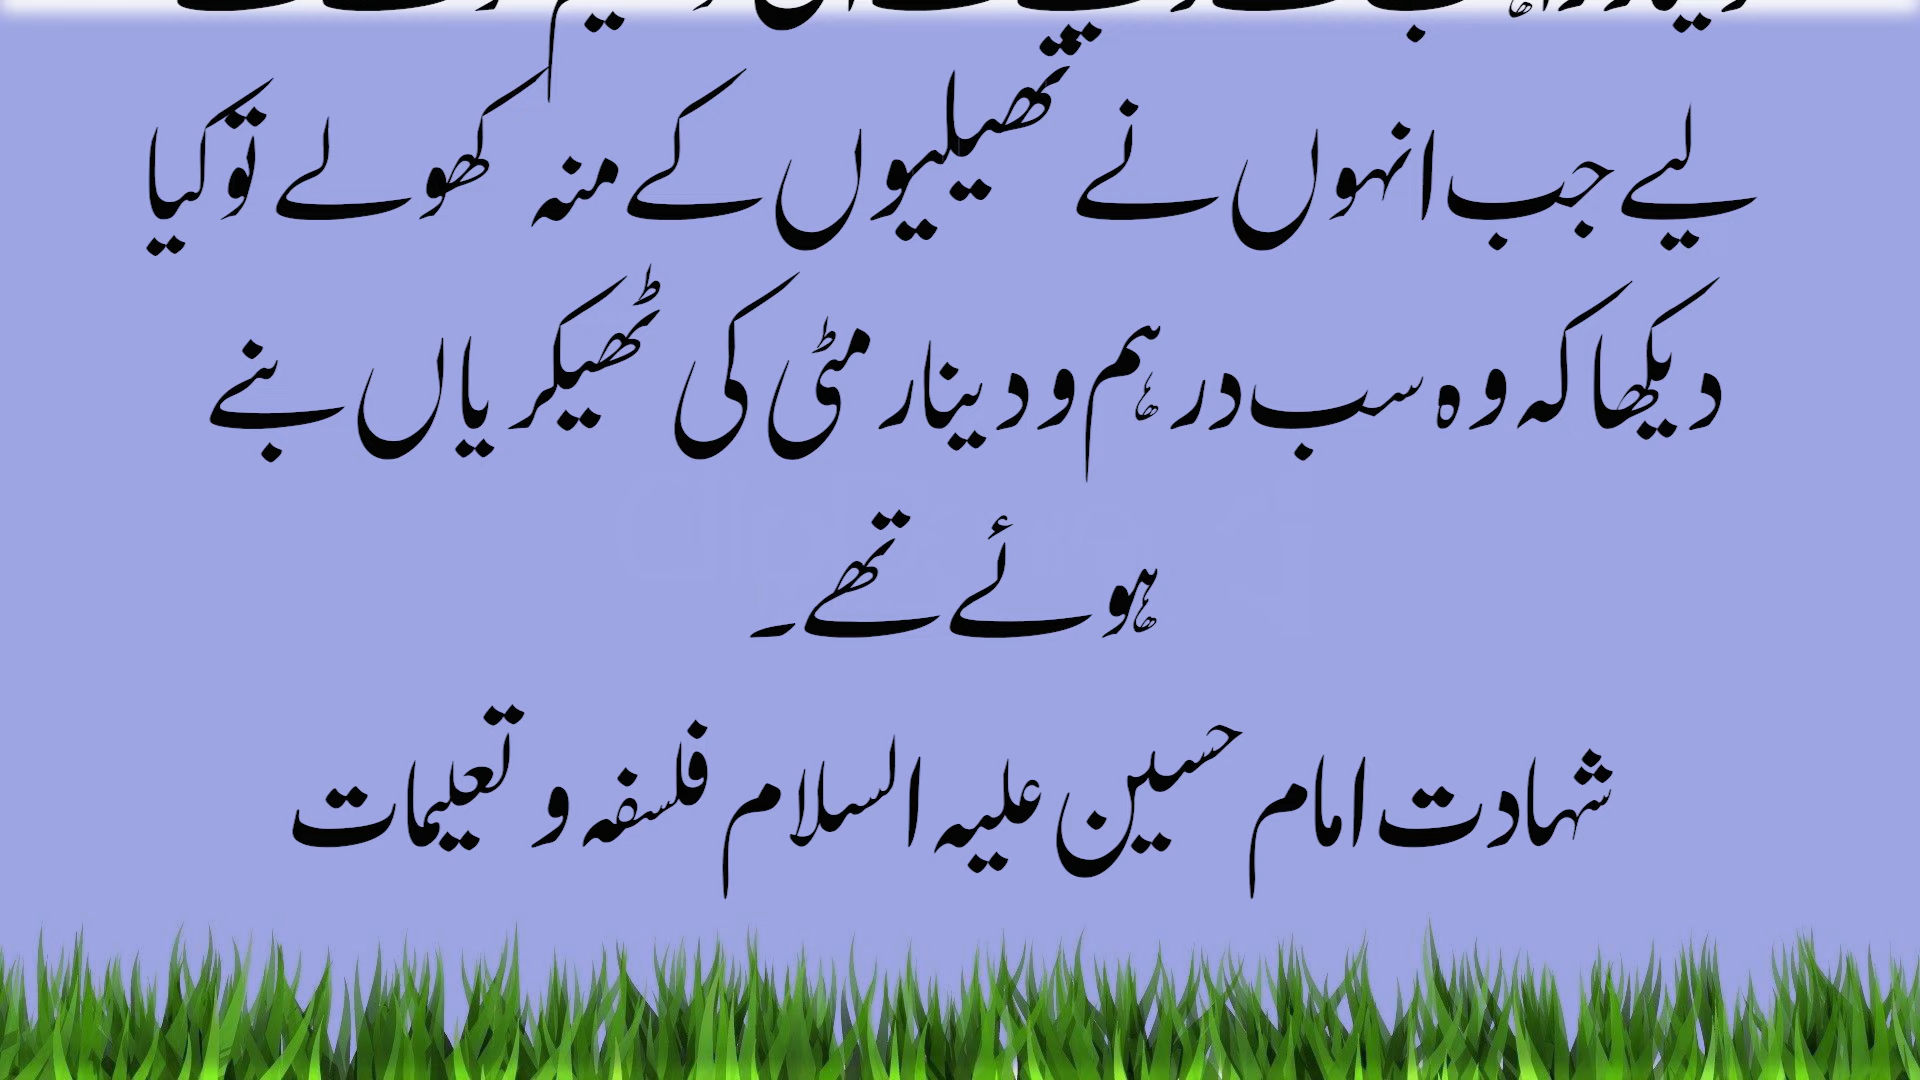 لیے جب انہوں نے تھیلیوں کے منہ کھولے تو کیا
دیکھا کہ وہ سب درہم و دینار مٹی کی ٹھیکریاں بنے
ہوئے تھے۔
شہادت امام حسین علیہ السلام فلسفہ و تعلیمات